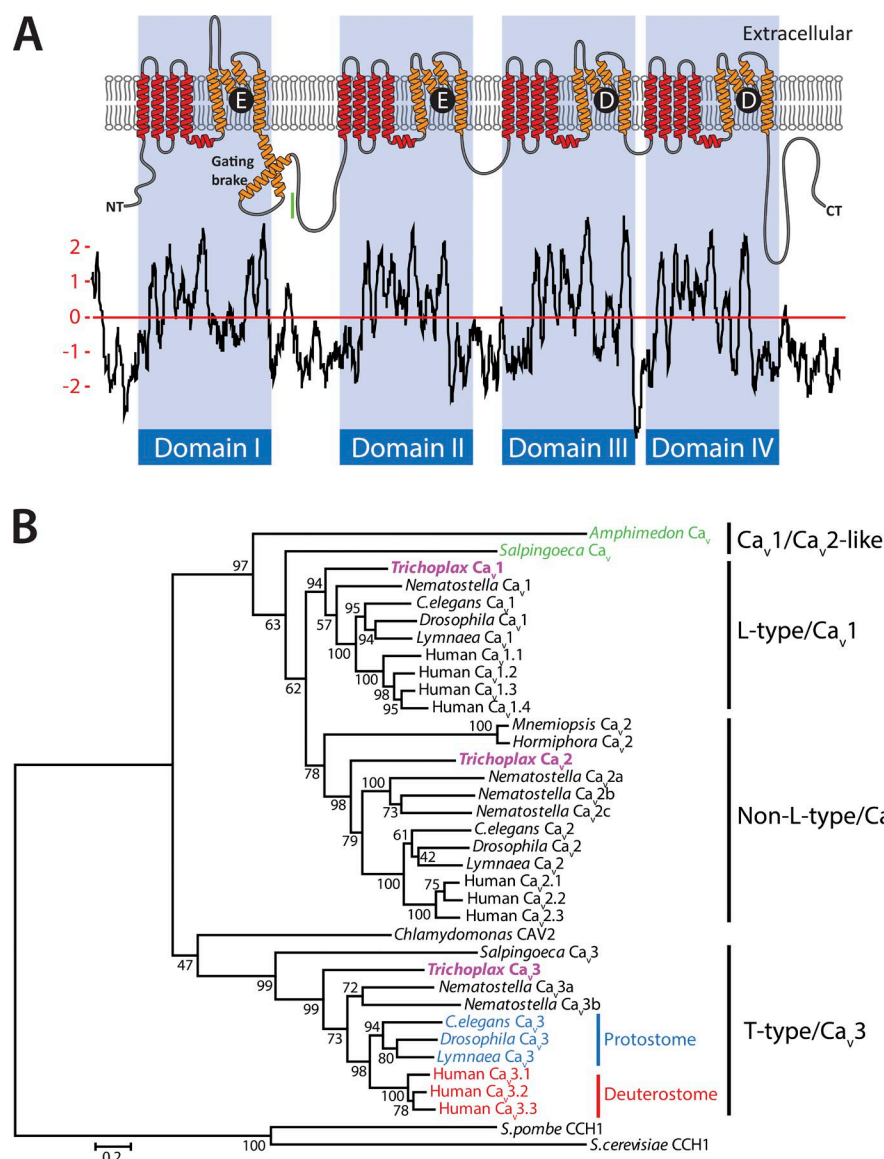 A
Extracellular
E
E
D
D
Gating
brake
NT
CT
2
1
0
-1
-2
Domain I
Domain II
Domain III
Domain IV
B
Amphimedon Cav
Cav1/Cav2-like
Salpingoeca Cav
97
Trichoplax Cav1
94
Nematostella Cav1
C.elegans Cav1
95
57
Drosophila Cav1
63
94
Lymnaea Cav1
L-type/Cav1
100
Human Cav1.1
Human Cav1.2
100
62
Human Cav1.3
98
Human Cav1.4
95
Mnemiopsis Cav2
100
Hormiphora Cav2
Trichoplax Cav2
78
Nematostella Cav2a
100
Nematostella Cav2b
98
Nematostella Cav2c
73
Non-L-type/Ca
C.elegans Cav2
61
79
Drosophila Cav2
42
Lymnaea Cav2
100
Human Cav2.1
75
Human Cav2.2
Human Cav2.3
100
Chlamydomonas CAV2
47
Salpingoeca Cav3
Trichoplax Cav3
99
Nematostella Cav3a
72
99
Nematostella Cav3b
C.elegans Cav3
94
73
Drosophila Cav3
Protostome
T-type/Cav3
80
Lymnaea Cav3
98
Human Cav3.1
100
Human Cav3.2
Deuterostome
78
Human Cav3.3
S.pombe CCH1
100
S.cerevisiae CCH1
0.2